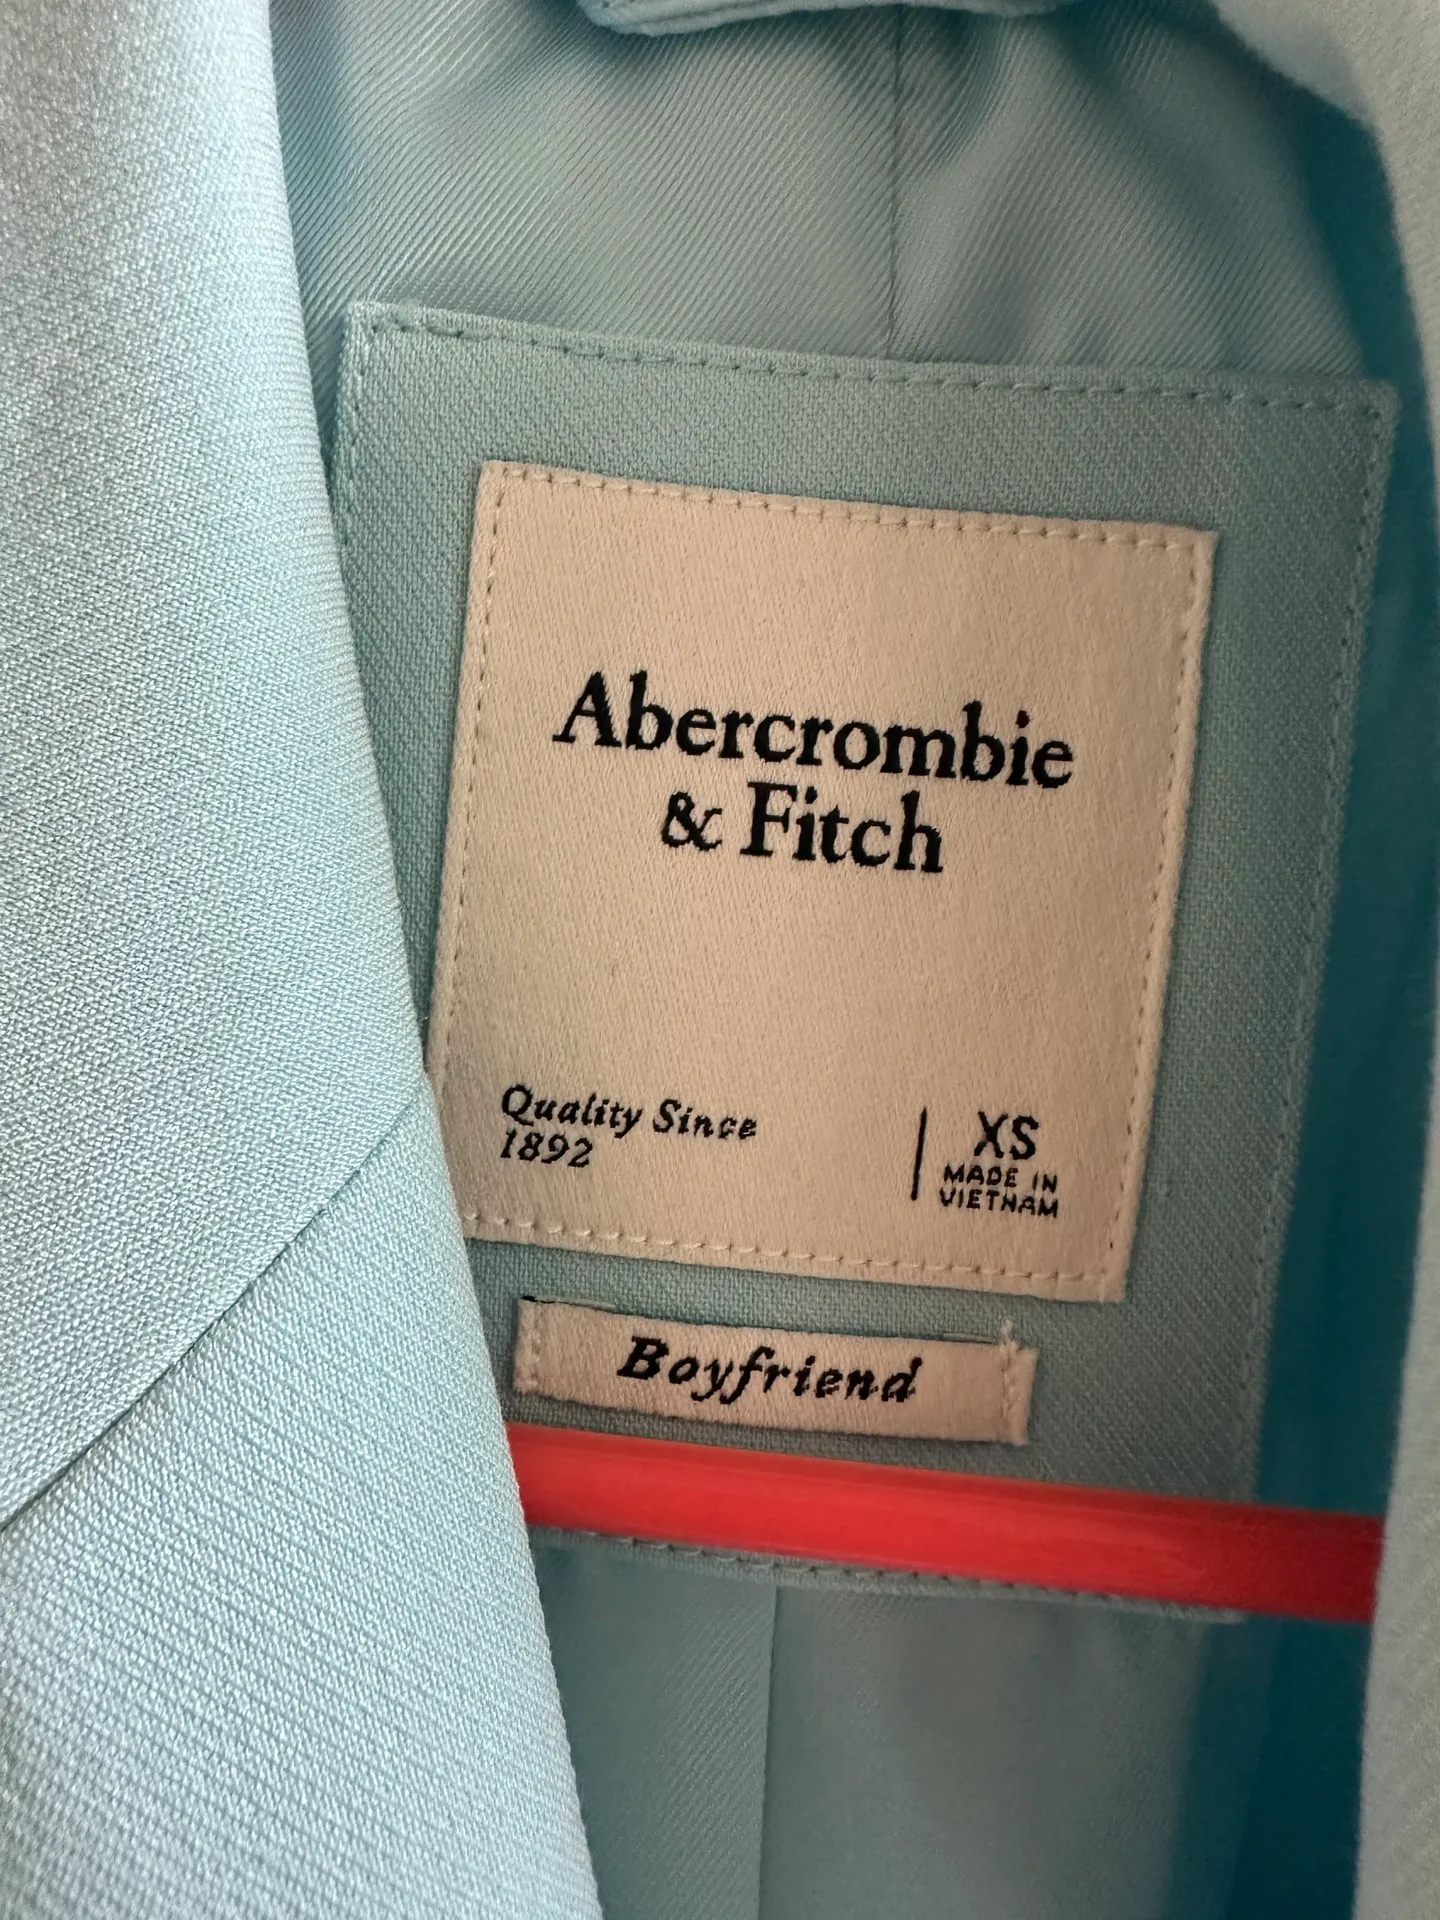 Abercrombie
& Fitch
Quality Since
1892
XS
MADE IN
VIETNAM
Boyfriend